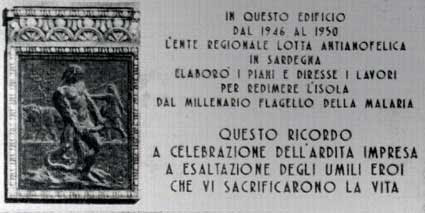 IN QUESTO EDIFICIO
DAL 1946 AL 1950
L'ENTE REGIONALE LOTTA ANTIANOFELICA
IN SARDEGNA
ELABORÒ I PIANI E DIRESSE I LAVORI
PER REDIMERE L'ISOLA
DAL MILLENARIO FLAGELLO DELLA MALARIA
QUESTO RICORDO
A CELEBRAZIONE DELL'ARDITA IMPRESA
A ESALTAZIONE DEGLI UMILI EROI
CHE VI SACRIFICARONO LA VITA